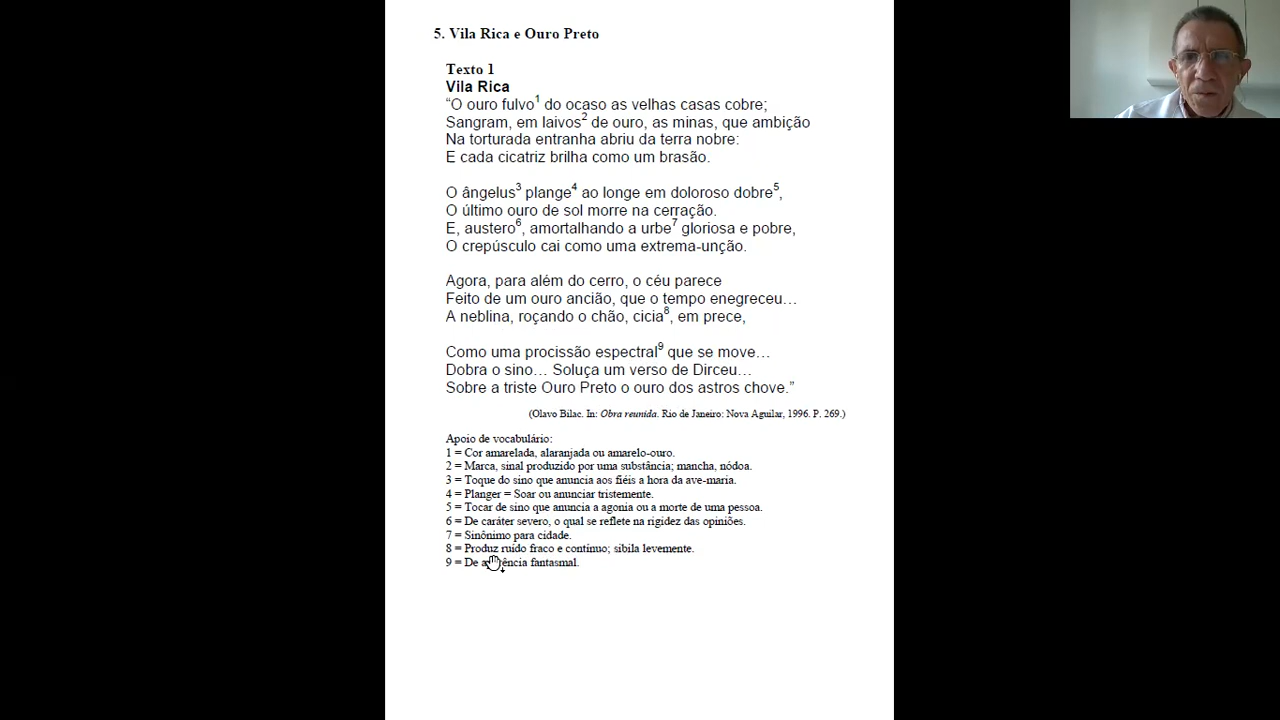 5. Vila Rica e Ouro Preto
Texto 1
Vila Rica
“O ouro fulvo1 do ocaso as velhas casas cobre;
Sangram, em laivos2 de ouro, as minas, que ambição
Na torturada entranha abriu da terra nobre:
E cada cicatriz brilha como um brasão.
O ângelus3 plange4 ao longe em doloroso dobre5,
O último ouro de sol morre na cerração.
E, austero6, amortalhando a urbe7 gloriosa e pobre,
O crepúsculo cai como uma extrema-unção.
Agora, para além do cerro, o céu parece
Feito de um ouro ancião, que o tempo enegreceu…
A neblina, roçando o chão, cicia8, em prece,
Como uma procissão espectral9 que se move…
Dobra o sino… Soluça um verso de Dirceu…
Sobre a triste Ouro Preto o ouro dos astros chove.”
(Olavo Bilac. In: Obra reunida. Rio de Janeiro: Nova Aguilar, 1996. P. 269.)
Apoio de vocabulário:
1 = Cor amarelada, alaranjada ou amarelo-ouro.
2 = Marca, sinal produzido por uma substância; mancha, nódoa.
3 = Toque do sino que anuncia aos fiéis a hora da ave-maria.
4 = Planger = Soar ou anunciar tristemente.
5 = Tocar de sino que anuncia a agonia ou a morte de uma pessoa.
6 = De caráter severo, o qual se reflete na rigidez das opiniões.
7 = Sinônimo para cidade.
8 = Produz ruído fraco e contínuo; sibila levemente.
9 = De fantasmal.